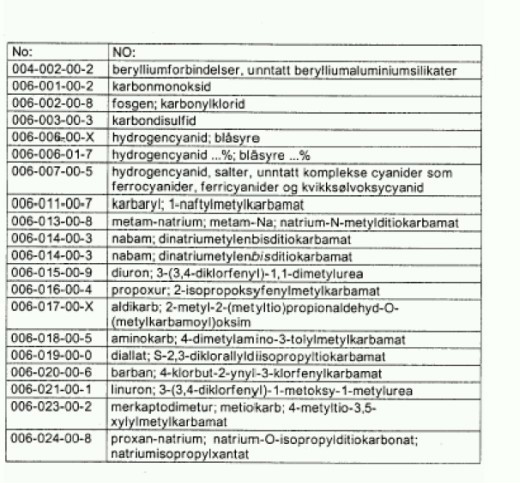 No: NO:
004-002-00-2 berylliumforbindelser, unntatt berylliumaluminiumsilikater
006-001-00-2 karbonmonoksid
006-002-00-8 fosgen; karbonylklorid
006-003-00-3 karbondisulfid
006-006-00-X hydrogencyanid; blåsyre
006-006-01-7 hydrogencyanid ...%; blåsyre ...%
006-007-00-5 hydrogencyanid, salter, unntatt komplekse cyanider som
ferrocyanider, ferricyanider og kvikksølvoksycyanid
006-011-00-7 karbaryl; 1-naftylmetylkarbamat
006-013-00-8 metam-natrium; metam-Na; natrium-N-metylditiokarbamat
006-014-00-3 nabam; dinatriumetylenbisditiokarbamat
006-014-00-3 nabam; dinatriumetylenbisditiokarbamat
006-015-00-9 diuron; 3-(3,4-diklorfenyl)-1,1-dimetylurea
006-016-00-4 propoxur; 2-isopropoksyfenylmetylkarbamat
006-017-00-X aldikarb; 2-metyl-2-(metyltio)propionaldehyd-O-
(metylkarbamoyl)oksim
006-018-00-5 aminokarb; 4-dimetylamino-3-tolylmetylkarbamat
006-019-00-0 diallat; S-2,3-diklorallyldiisopropyltiokarbamat
006-020-00-6 barban; 4-klorbut-2-ynyl-3-klorfenylkarbamat
006-021-00-1 linuron; 3-(3,4-diklorfenyl)-1-metoksy-1-metylurea
006-023-00-2 merkaptodimetur; metiokarb; 4-metyltio-3,5-
xylylmetylkarbamat
006-024-00-8 proxan-natrium; natrium-O-isopropylditiokarbonat;
natriumisopropylxantat